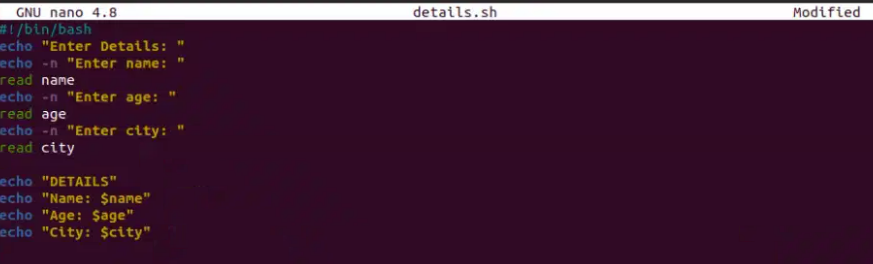 GNU nano 4.8 details.sh Modified
#!/bin/bash
echo "Enter Details: "
echo -n "Enter name: "
read name
echo -n "Enter age: "
read age
echo -n "Enter city: "
read city

echo "DETAILS"
echo "Name: $name"
echo "Age: $age"
echo "City: $city"